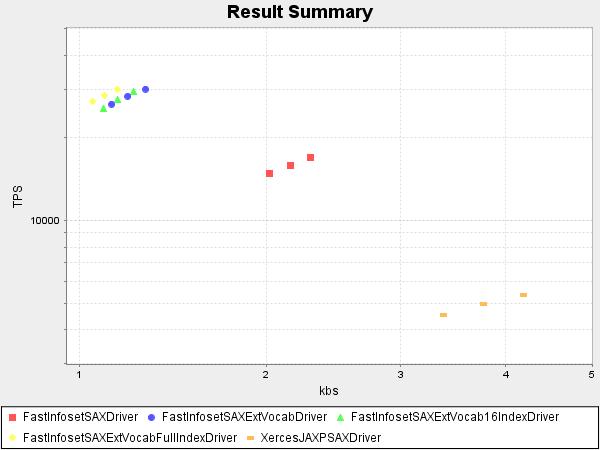 Result Summary
TPS
10000
1 2 3 4 5
kbs
FastInfosetSAXDriver FastInfosetSAXExtVocabDriver FastInfosetSAXExtVocab16IndexDriver
FastInfosetSAXExtVocabFullIndexDriver XercesJAXPSAXDriver